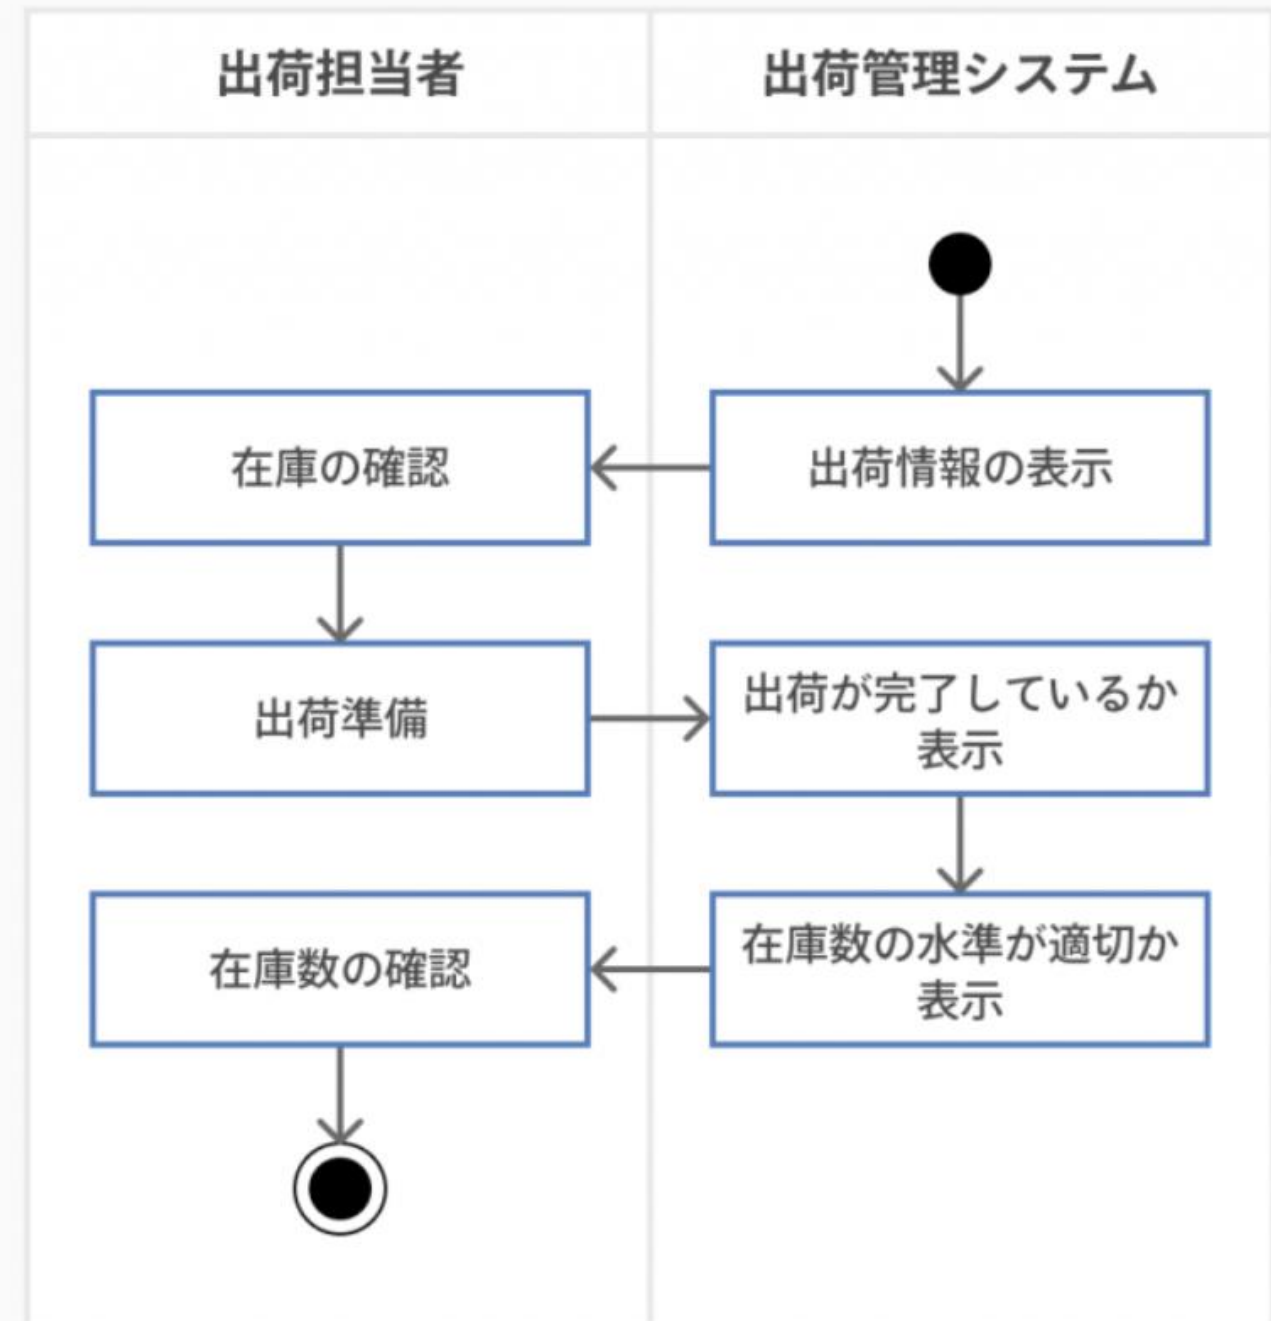 出荷担当者
出荷管理システム
在庫の確認
出荷情報の表示
出荷準備
出荷が完了しているか
表示
在庫数の確認
在庫数の水準が適切か
表示